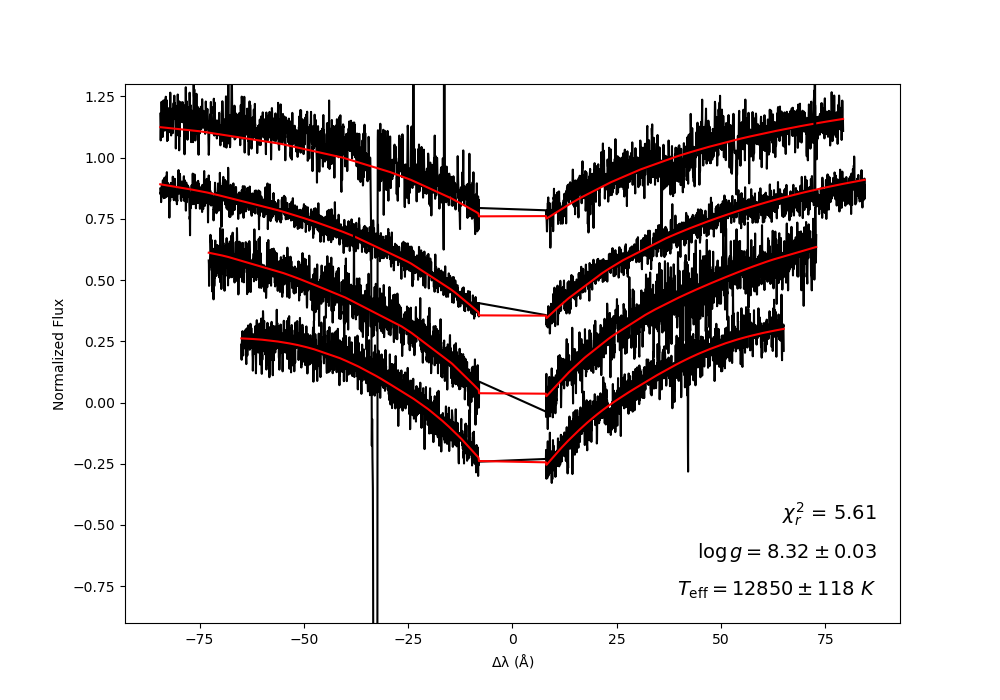 1.25
1.00
0.75
0.50
0.25
0.00
−0.25
−0.50
−0.75
Normalized Flux
χ²ᵣ = 5.61
log g = 8.32 ± 0.03
T_eff = 12850 ± 118 K
−75 −50 −25 0 25 50 75
Δλ (Å)